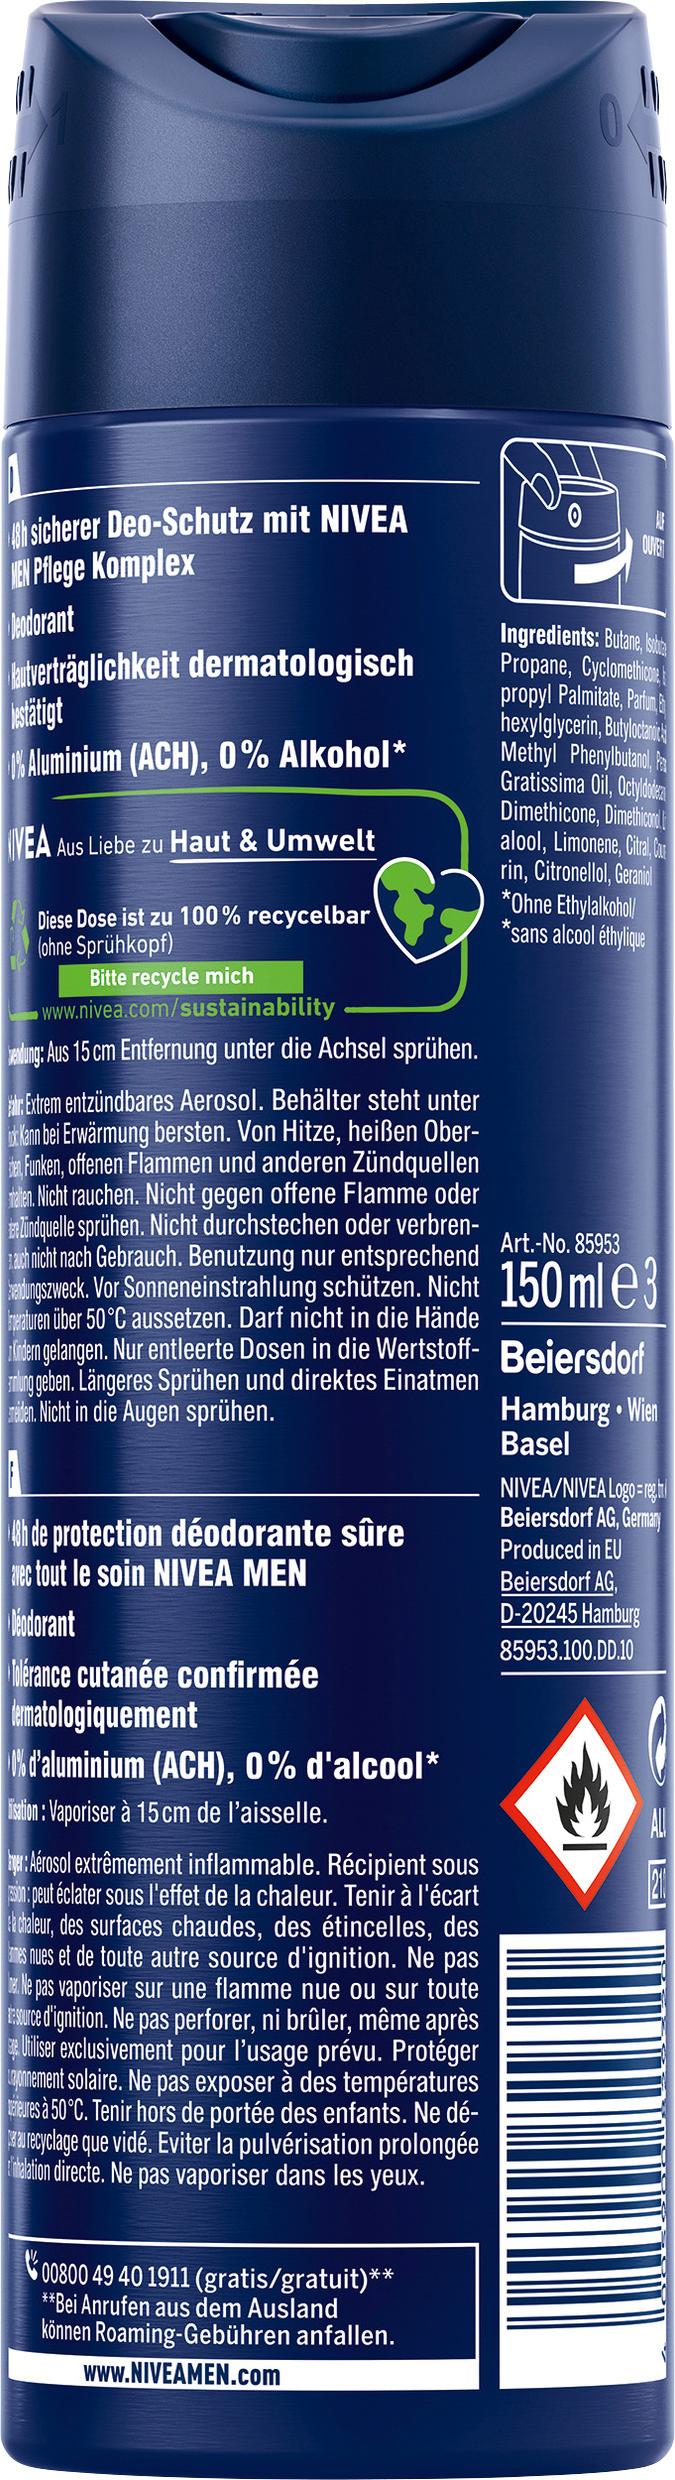 1
0
D
48h sicherer Deo-Schutz mit NIVEA
MEN Pflege Komplex
Deodorant
Hautverträglichkeit dermatologisch
bestätigt
0% Aluminium (ACH), 0% Alkohol*
NIVEA Aus Liebe zu Haut & Umwelt
Diese Dose ist zu 100% recycelbar
(ohne Sprühkopf)
Bitte recycle mich
www.nivea.com/sustainability
Aus 15 cm Entfernung unter die Achsel sprühen.
Extrem entzündbares Aerosol. Behälter steht unter
Kann bei Erwärmung bersten. Von Hitze, heißen Ober-
Funken, offenen Flammen und anderen Zündquellen
Nicht rauchen. Nicht gegen offene Flamme oder
Zündquelle sprühen. Nicht durchstechen oder verbren-
auch nicht nach Gebrauch. Benutzung nur entsprechend
Vor Sonneneinstrahlung schützen. Nicht
über 50°C aussetzen. Darf nicht in die Hände
Kindern gelangen. Nur entleerte Dosen in die Wertstoff-
geben. Längeres Sprühen und direktes Einatmen
Nicht in die Augen sprühen.
F
48h de protection déodorante sûre
avec tout le soin NIVEA MEN
Déodorant
Tolérance cutanée confirmée
dermatologiquement
0% d'aluminium (ACH), 0% d'alcool*
Vaporiser à 15 cm de l'aisselle.
Aérosol extrêmement inflammable. Récipient sous
peut éclater sous l'effet de la chaleur. Tenir à l'écart
la chaleur, des surfaces chaudes, des étincelles, des
nues et de toute autre source d'ignition. Ne pas
Ne pas vaporiser sur une flamme nue ou sur toute
source d'ignition. Ne pas perforer, ni brûler, même après
Utiliser exclusivement pour l'usage prévu. Protéger
solaire. Ne pas exposer à des températures
à 50°C. Tenir hors de portée des enfants. Ne dé-
au recyclage que vidé. Eviter la pulvérisation prolongée
directe. Ne pas vaporiser dans les yeux.
00800 49 40 1911 (gratis/gratuit)**
**Bei Anrufen aus dem Ausland
können Roaming-Gebühren anfallen.
www.NIVEAMEN.com
0
AUF
OUVERT
Ingredients: Butane,
Propane, Cyclomethicone,
propyl Palmitate, Parfum,
hexylglycerin,
Methyl Phenylbutanol,
Gratissima Oil,
Dimethicone, Dimethiconol,
alool, Limonene, Citral,
rin, Citronellol, Geraniol
*Ohne Ethylalkohol/
*sans alcool éthylique
Art.-No. 85953
150 ml e 3
Beiersdorf
Hamburg • Wien
Basel
NIVEA/NIVEA Logo = reg.
Beiersdorf AG, Germany
Produced in EU
Beiersdorf AG,
D-20245 Hamburg
85953.100.DD.10